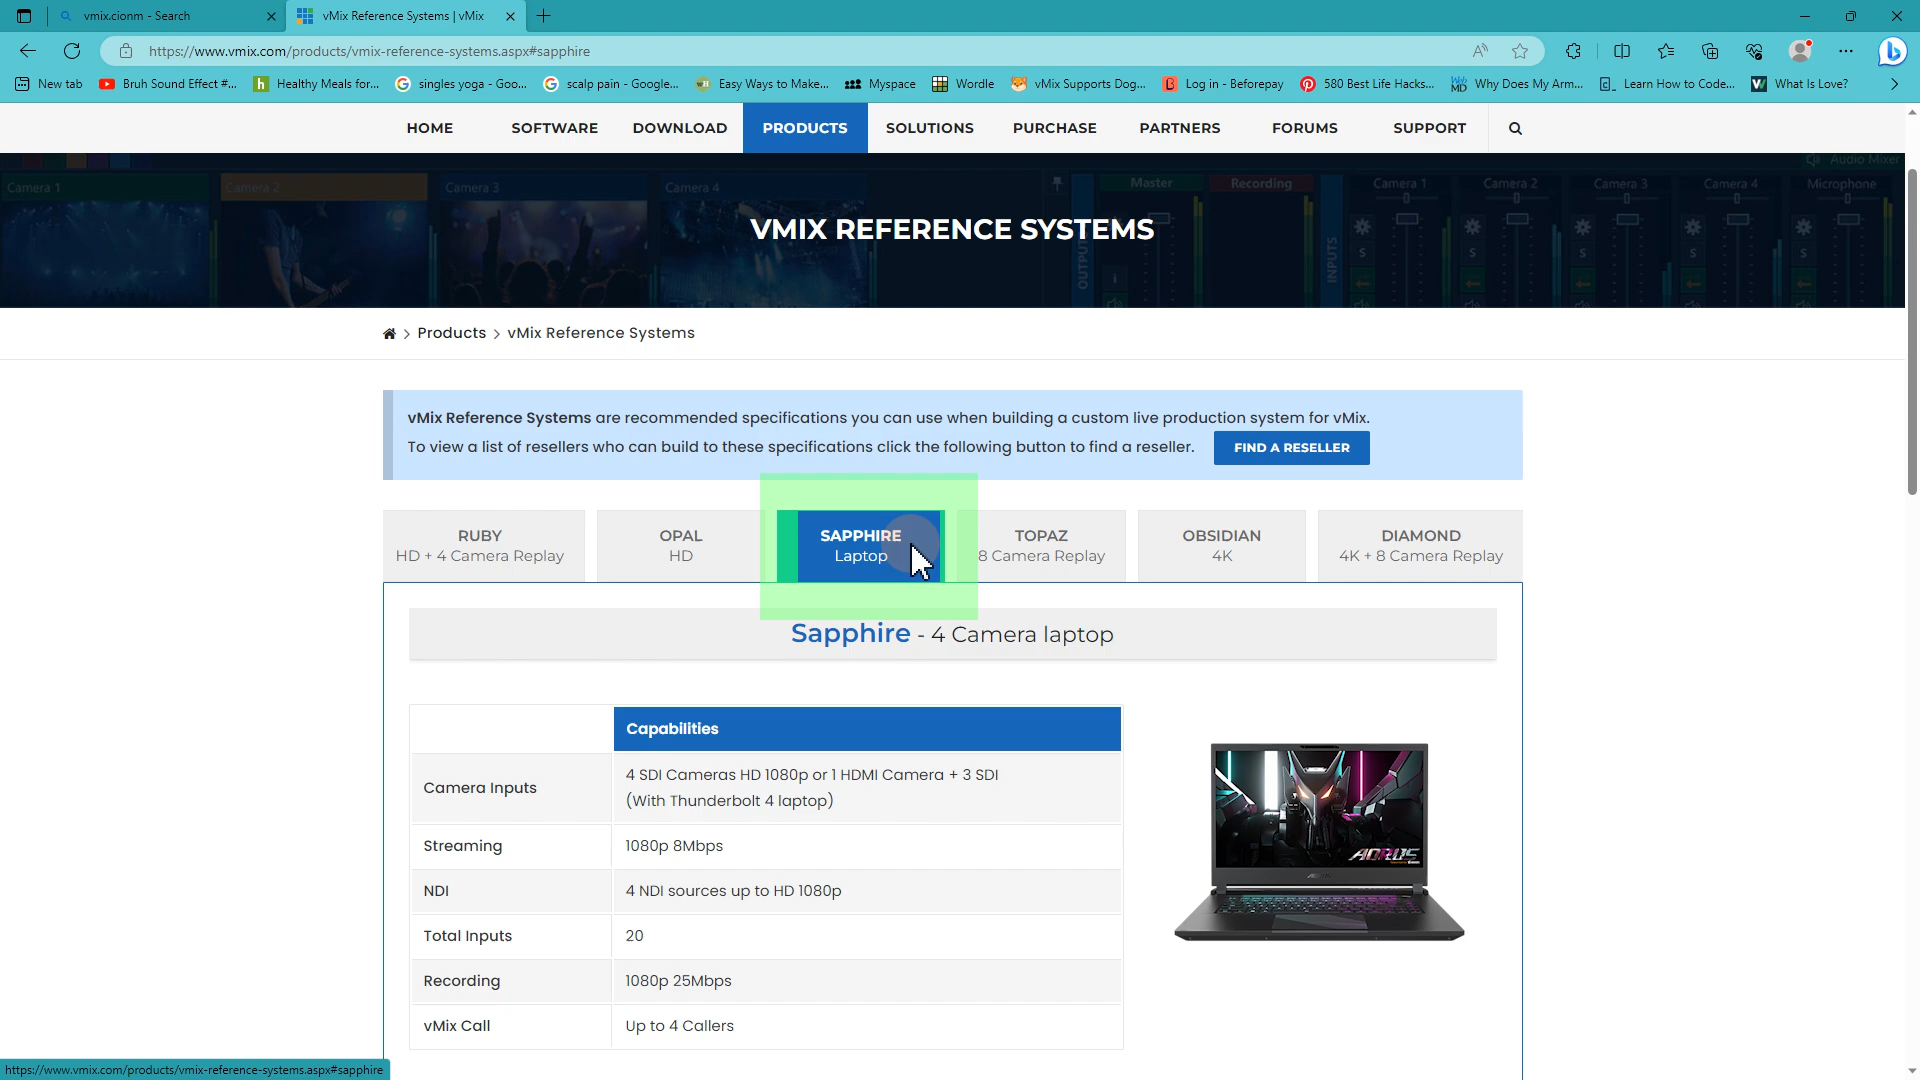 vmix.cionm - Search
vMix Reference Systems | vMix
https://www.vmix.com/products/vmix-reference-systems.aspx#sapphire
New tab
Bruh Sound Effect #...
Healthy Meals for...
singles yoga - Goo...
scalp pain - Google...
Easy Ways to Make...
Myspace
Wordle
vMix Supports Dog...
Log in - Beforepay
580 Best Life Hacks...
Why Does My Arm...
Learn How to Code...
What Is Love?
HOME
SOFTWARE
DOWNLOAD
PRODUCTS
SOLUTIONS
PURCHASE
PARTNERS
FORUMS
SUPPORT
Audio Mixer
Camera 1
Camera 2
Camera 3
Camera 4
Master
Recording
Camera 1
Camera 2
Camera 3
Camera 4
Microphone
OUTPUTS
INPUTS
S
S
S
S
VMIX REFERENCE SYSTEMS
Products > vMix Reference Systems
vMix Reference Systems are recommended specifications you can use when building a custom live production system for vMix.
To view a list of resellers who can build to these specifications click the following button to find a reseller.
FIND A RESELLER
RUBY
HD + 4 Camera Replay
OPAL
HD
SAPPHIRE
Laptop
TOPAZ
8 Camera Replay
OBSIDIAN
4K
DIAMOND
4K + 8 Camera Replay
Sapphire - 4 Camera laptop
Capabilities
Camera Inputs
4 SDI Cameras HD 1080p or 1 HDMI Camera + 3 SDI
(With Thunderbolt 4 laptop)
Streaming
1080p 8Mbps
NDI
4 NDI sources up to HD 1080p
Total Inputs
20
Recording
1080p 25Mbps
vMix Call
Up to 4 Callers
AORUS
https://www.vmix.com/products/vmix-reference-systems.aspx#sapphire